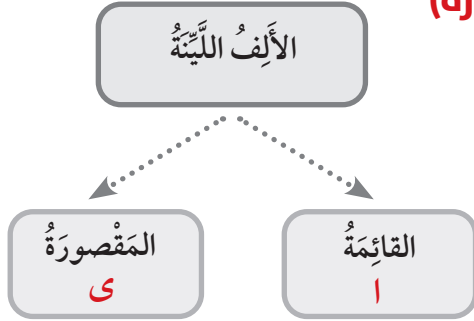 الأَلِفُ اللَّيِّنَةُ
القائِمَةُ
ا
المَقْصورَةُ
ى